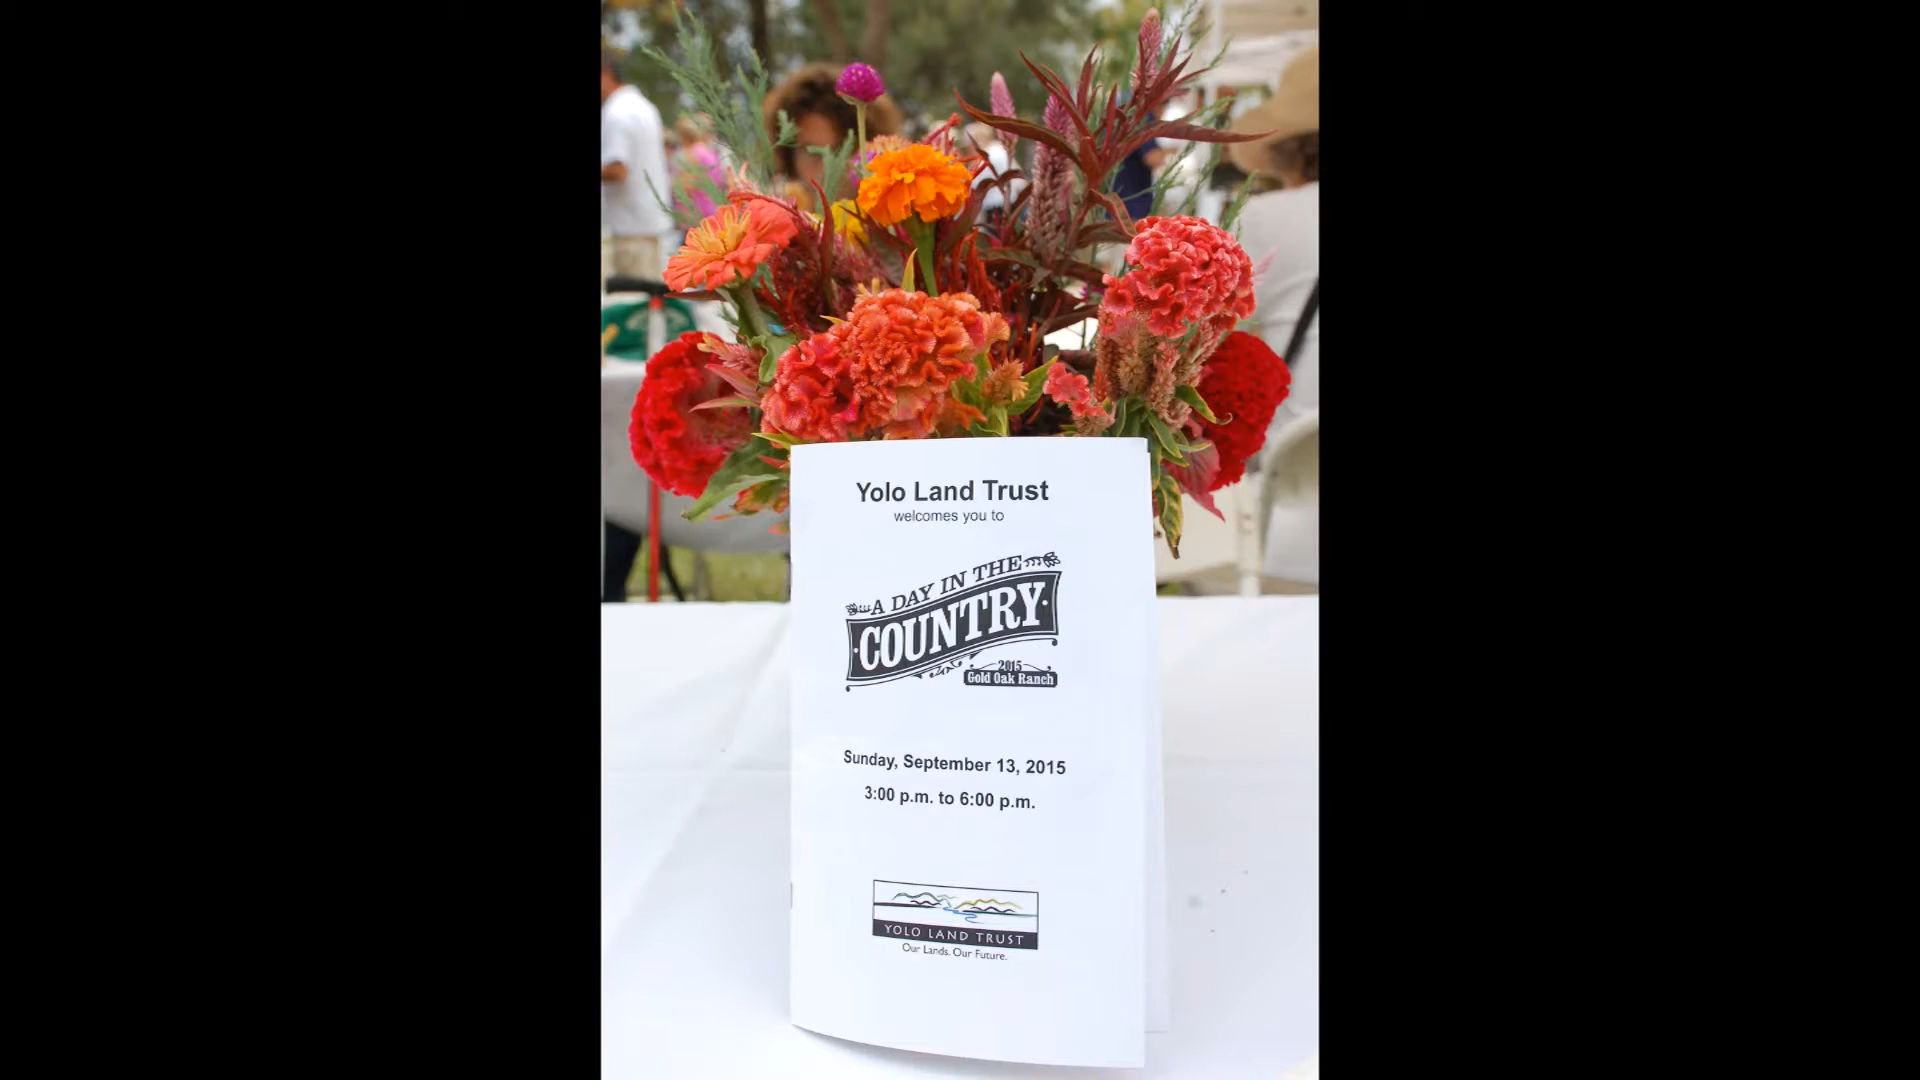 Yolo Land Trust
welcomes you to
A DAY IN THE
COUNTRY
2015
Gold Oak Ranch
Sunday, September 13, 2015
3:00 p.m. to 6:00 p.m.
YOLO LAND TRUST
Our Lands. Our Future.